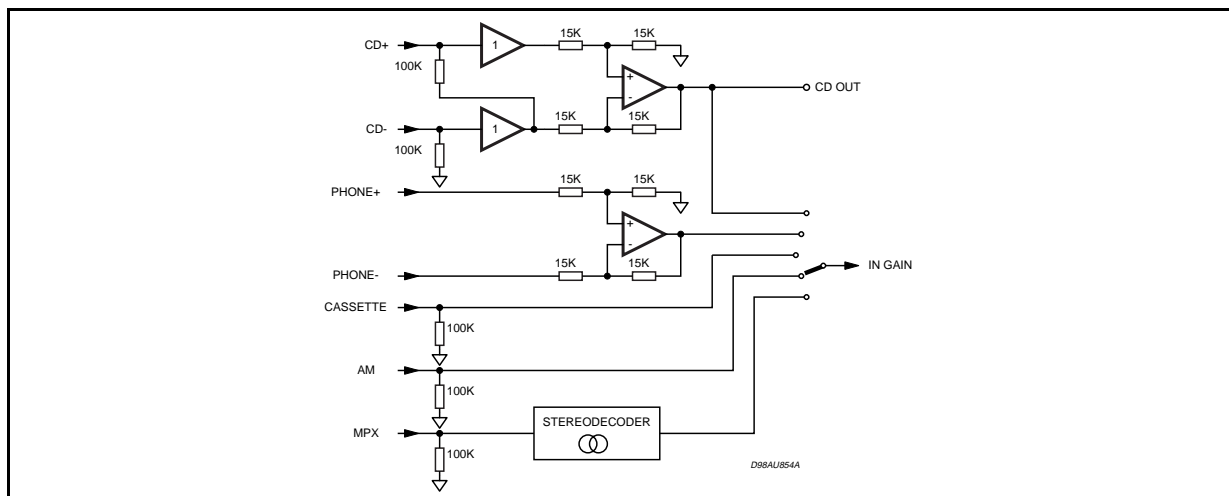 15K 15K
CD+ 1
100K
+
-
CD OUT
CD- 1 15K 15K
100K
15K 15K
PHONE+
+
-
IN GAIN
PHONE- 15K 15K
CASSETTE
100K
AM
100K
STEREODECODER
MPX
100K
D98AU854A